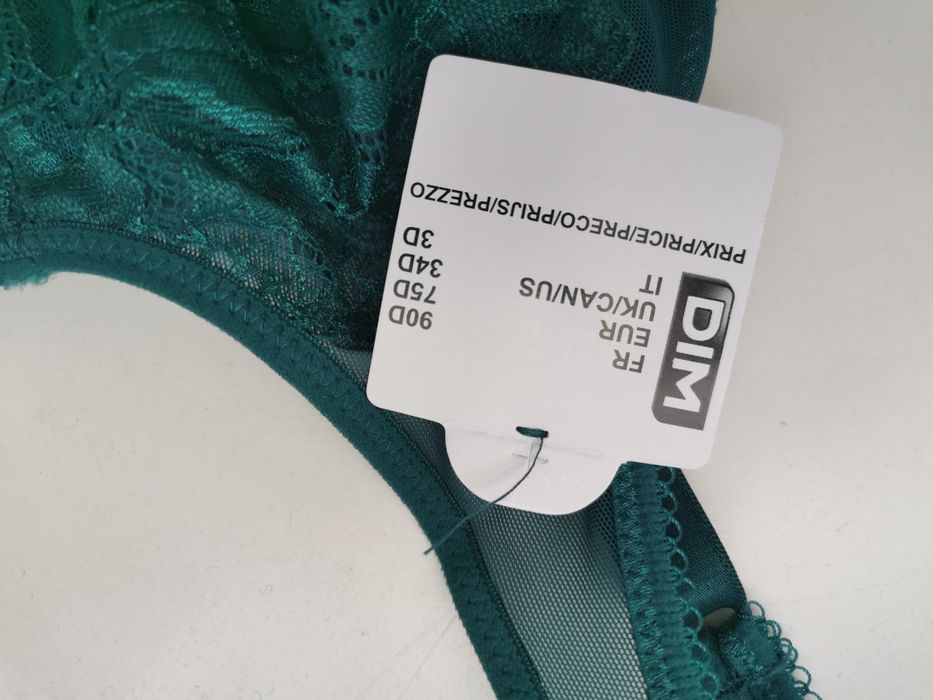 DIM
FR 90D
EUR 75D
UK/CAN/US 34D
IT 3D
PRIX/PRICE/PRECO/PRIJS/PREZZO